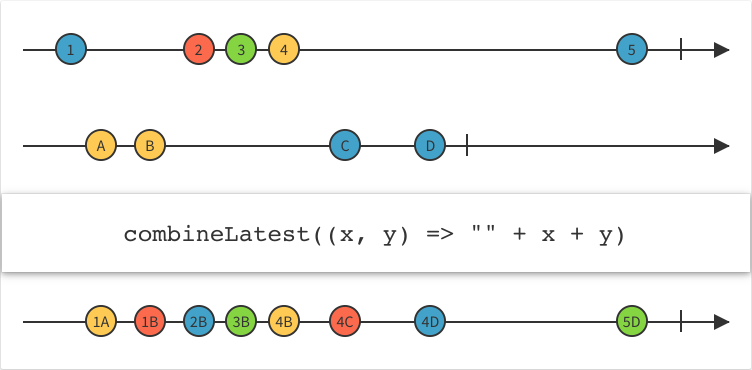 1 2 3 4 5
A B C D
combineLatest((x, y) => "" + x + y)
1A 1B 2B 3B 4B 4C 4D 5D